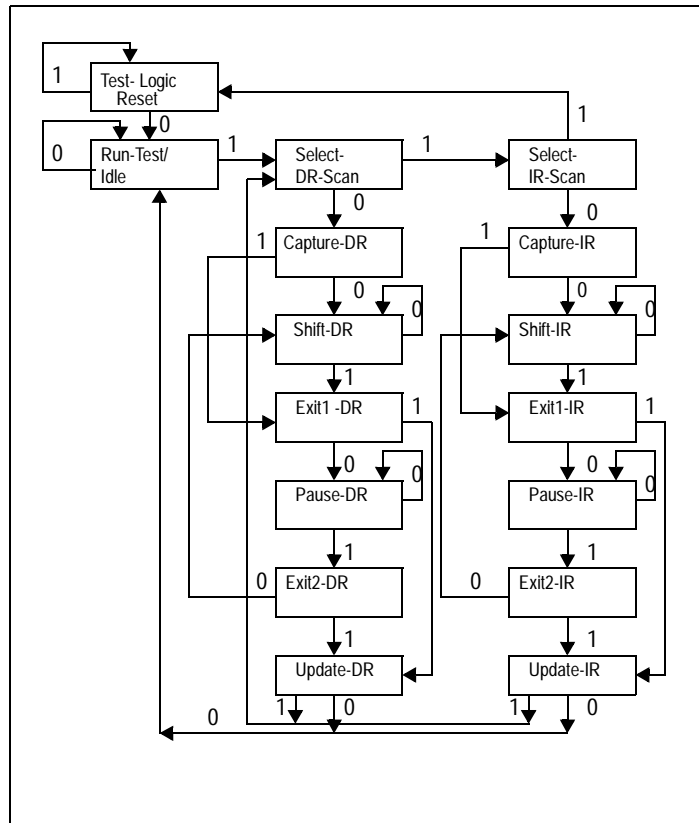 1
Test- Logic
Reset
0
1
0
Run-Test/
Idle
1
Select-
DR-Scan
1
Select-
IR-Scan
0
0
1
Capture-DR
1
Capture-IR
0
0
Shift-DR
0
Shift-IR
0
1
1
Exit1 -DR
1
Exit1-IR
1
0
0
Pause-DR
0
Pause-IR
0
1
1
0
Exit2-DR
0
Exit2-IR
1
1
Update-DR
Update-IR
1
0
1
0
0